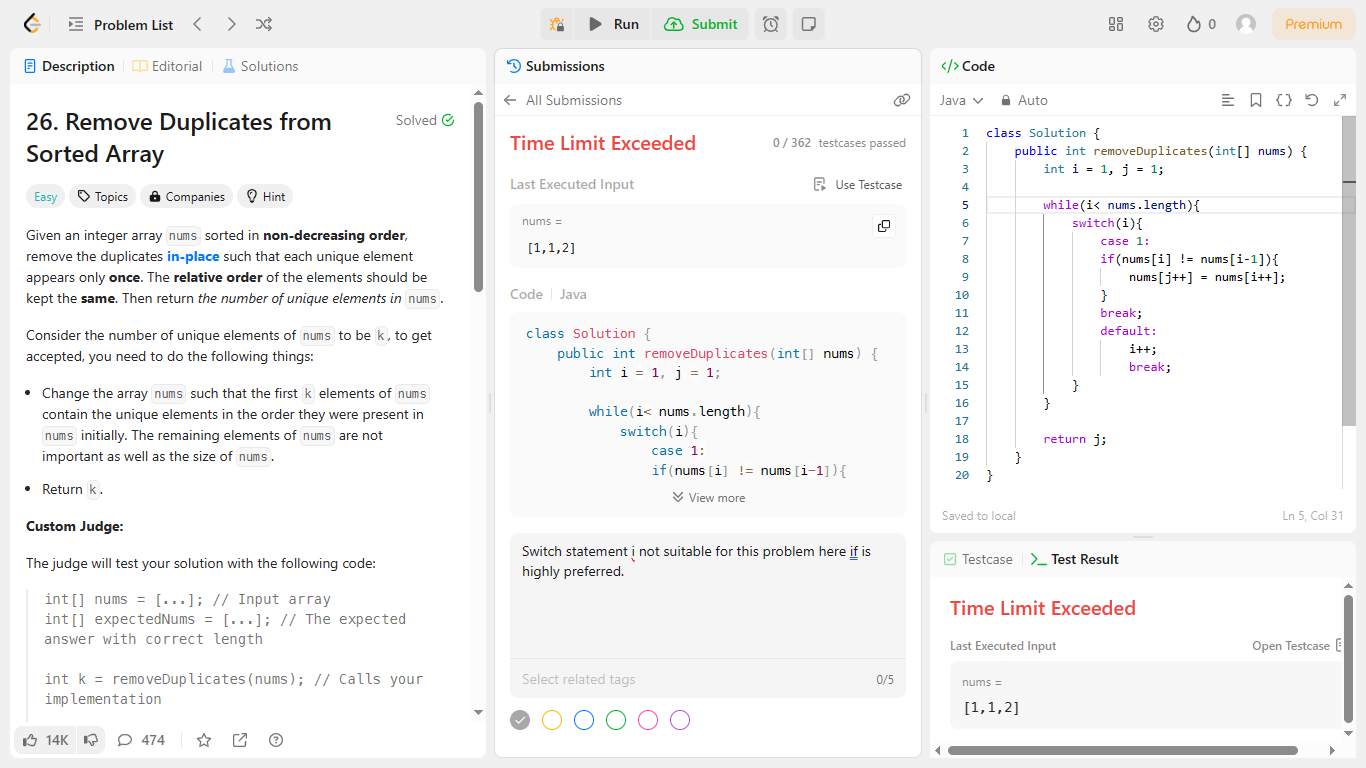 Problem List
Run
Submit
0
Premium
Description
Editorial
Solutions
26. Remove Duplicates from
Sorted Array
Solved
Easy
Topics
Companies
Hint
Given an integer array nums sorted in non-decreasing order,
remove the duplicates in-place such that each unique element
appears only once. The relative order of the elements should be
kept the same. Then return the number of unique elements in nums.
Consider the number of unique elements of nums to be k, to get
accepted, you need to do the following things:
• Change the array nums such that the first k elements of nums
contain the unique elements in the order they were present in
nums initially. The remaining elements of nums are not
important as well as the size of nums.
• Return k.
Custom Judge:
The judge will test your solution with the following code:
int[] nums = [...]; // Input array
int[] expectedNums = [...]; // The expected
answer with correct length
int k = removeDuplicates(nums); // Calls your
implementation
14K
474
Submissions
All Submissions
Time Limit Exceeded
0 / 362 testcases passed
Last Executed Input
Use Testcase
nums =
[1,1,2]
Code
Java
class Solution {
public int removeDuplicates(int[] nums) {
int i = 1, j = 1;
while(i< nums.length){
switch(i){
case 1:
if(nums[i] != nums[i-1]){
View more
Switch statement i not suitable for this problem here if is
highly preferred.
Select related tags
0/5
Code
Java
Auto
1 class Solution {
2 public int removeDuplicates(int[] nums) {
3 int i = 1, j = 1;
4
5 while(i< nums.length){
6 switch(i){
7 case 1:
8 if(nums[i] != nums[i-1]){
9 nums[j++] = nums[i++];
10 }
11 break;
12 default:
13 i++;
14 break;
15 }
16 }
17
18 return j;
19 }
20 }
Saved to local
Ln 5, Col 31
Testcase
Test Result
Time Limit Exceeded
Last Executed Input
Open Testcase
nums =
[1,1,2]